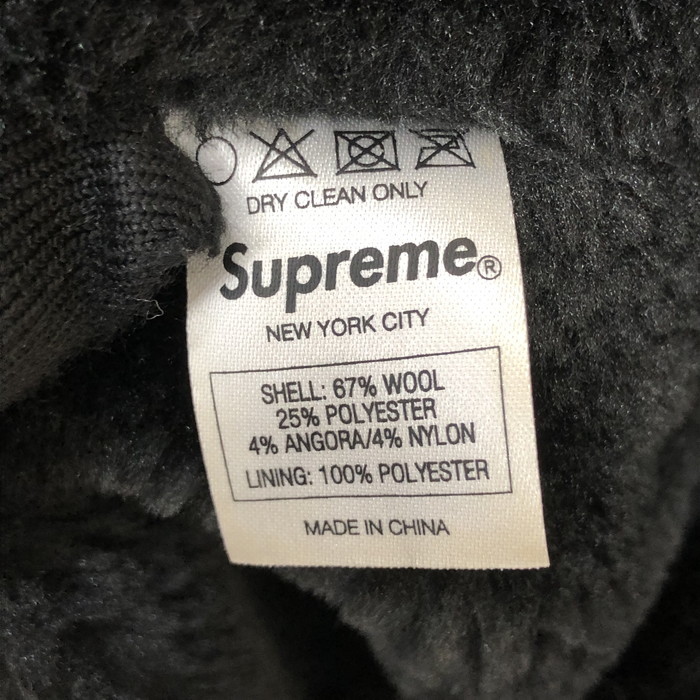 DRY CLEAN ONLY
Supreme®
NEW YORK CITY
SHELL: 67% WOOL
25% POLYESTER
4% ANGORA/4% NYLON
LINING: 100% POLYESTER
MADE IN CHINA